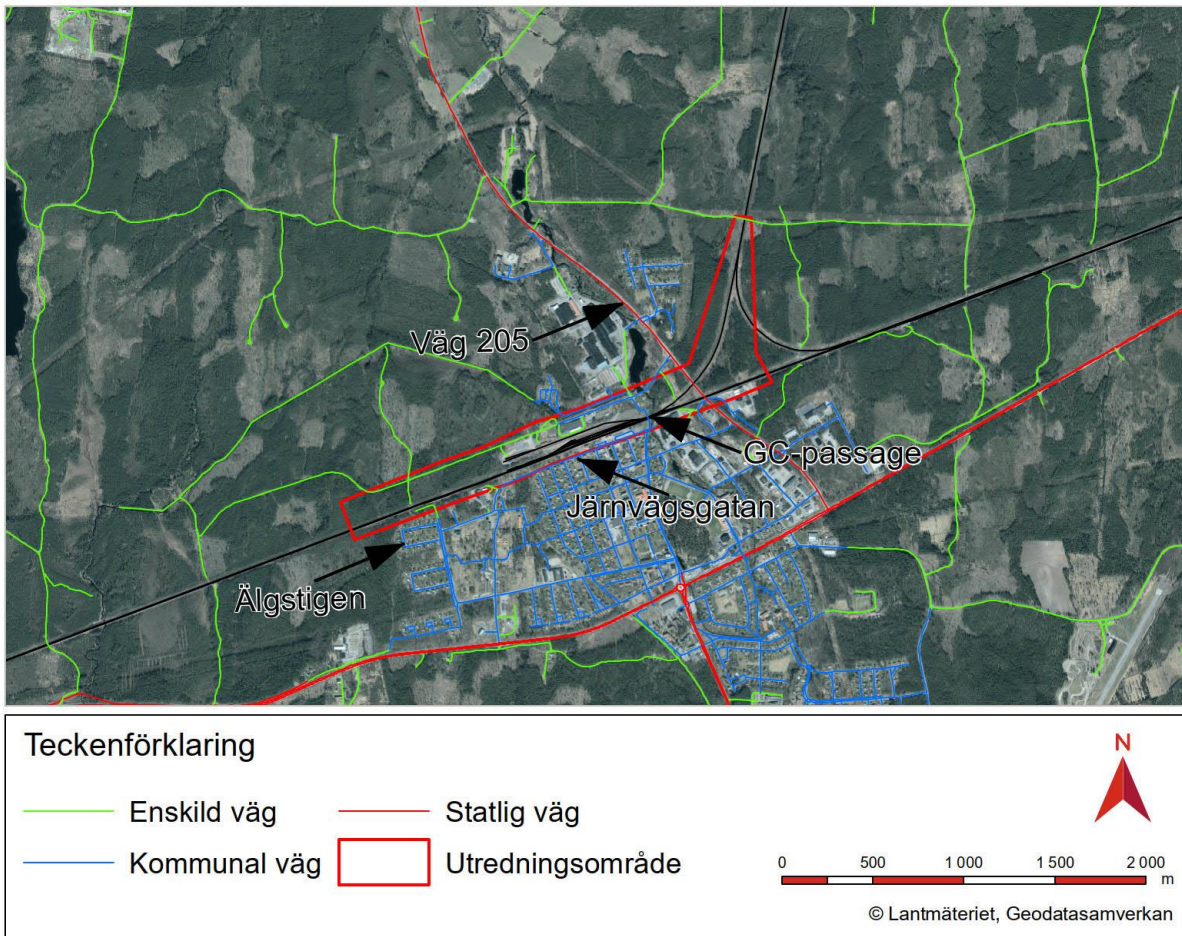 Väg 205
GC-passage
Järnvägsgatan
Älgstigen
Teckenförklaring
N
Enskild väg
Statlig väg
Kommunal väg
Utredningsområde
0 500 1 000 1 500 2 000
m
© Lantmäteriet, Geodatasamverkan